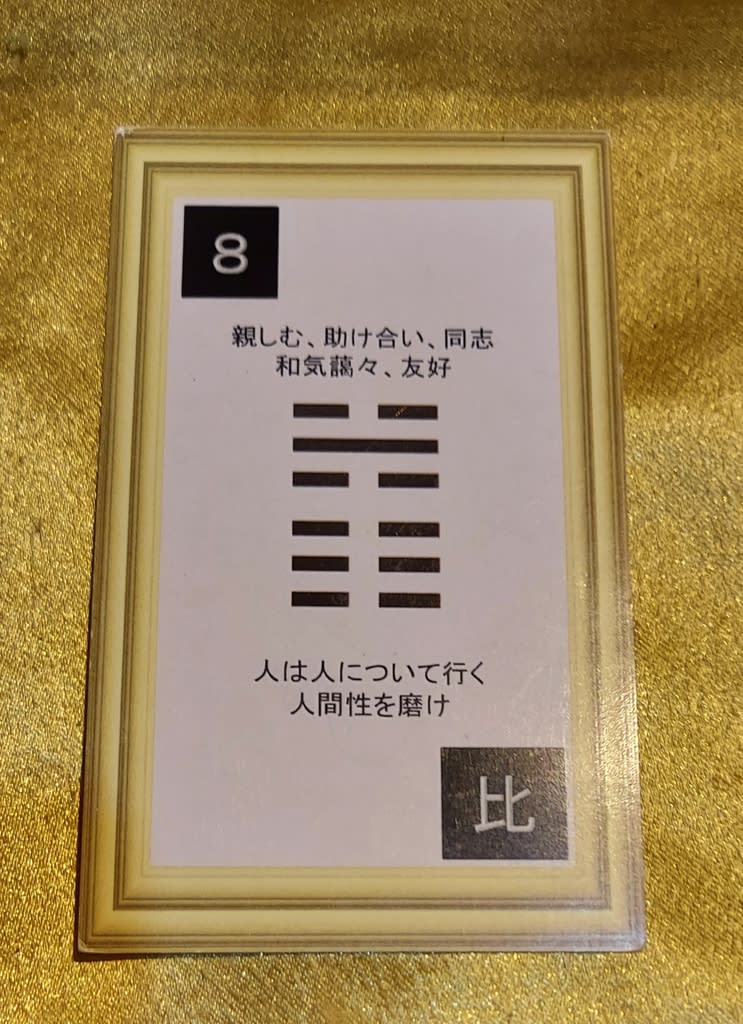 8
親しむ、助け合い、同志
和気藹々、友好
人は人について行く
人間性を磨け
比